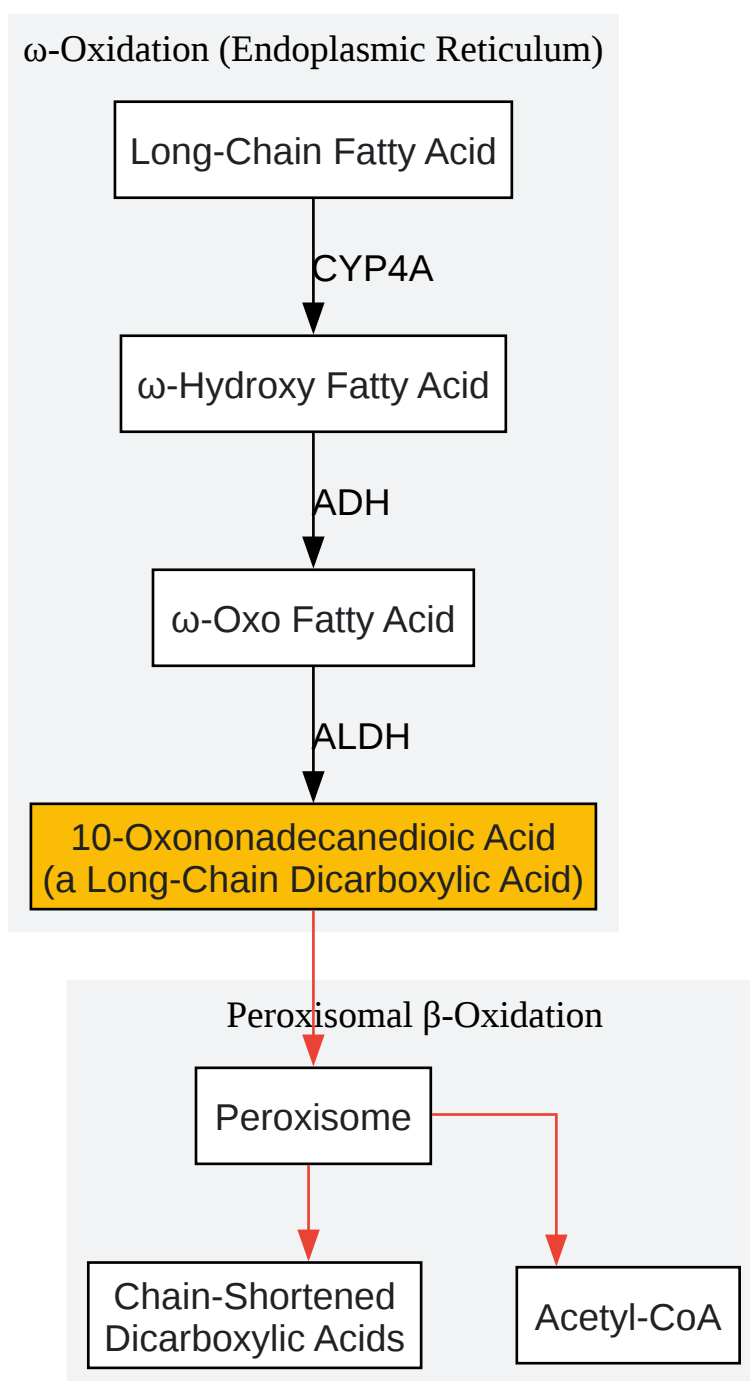 ω-Oxidation (Endoplasmic Reticulum)
Long-Chain Fatty Acid
CYP4A
ω-Hydroxy Fatty Acid
ADH
ω-Oxo Fatty Acid
ALDH
10-Oxononadecanedioic Acid
(a Long-Chain Dicarboxylic Acid)
Peroxisomal β-Oxidation
Peroxisome
Chain-Shortened
Dicarboxylic Acids
Acetyl-CoA